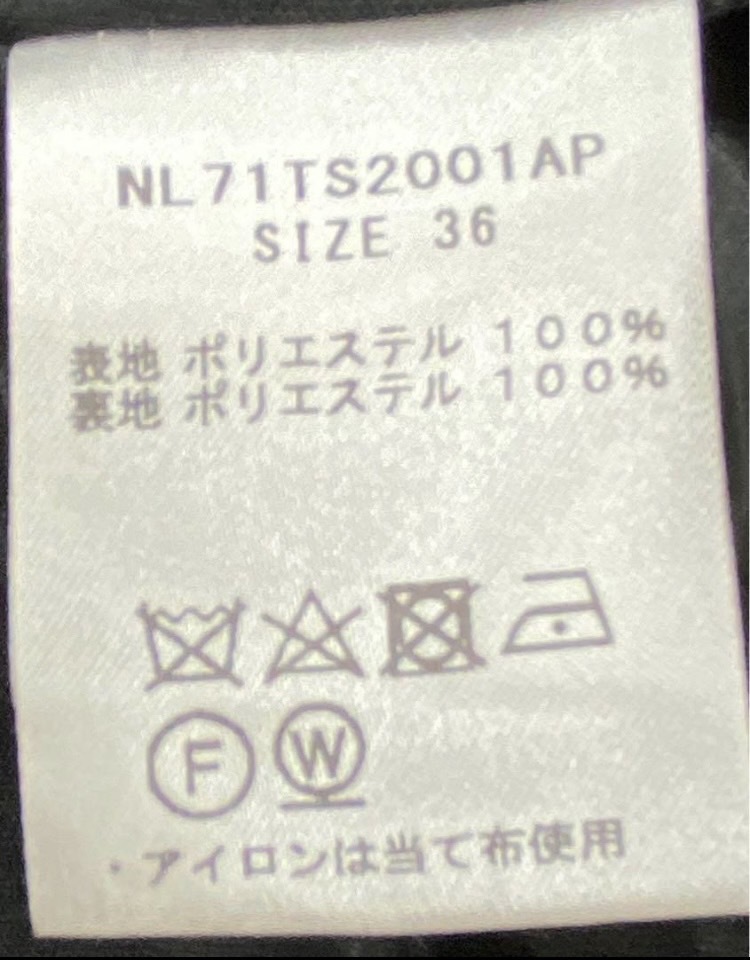 NL71TS2001AP
SIZE 36
表地 ポリエステル 100%
裏地 ポリエステル 100%
F W
・アイロンは当て布使用